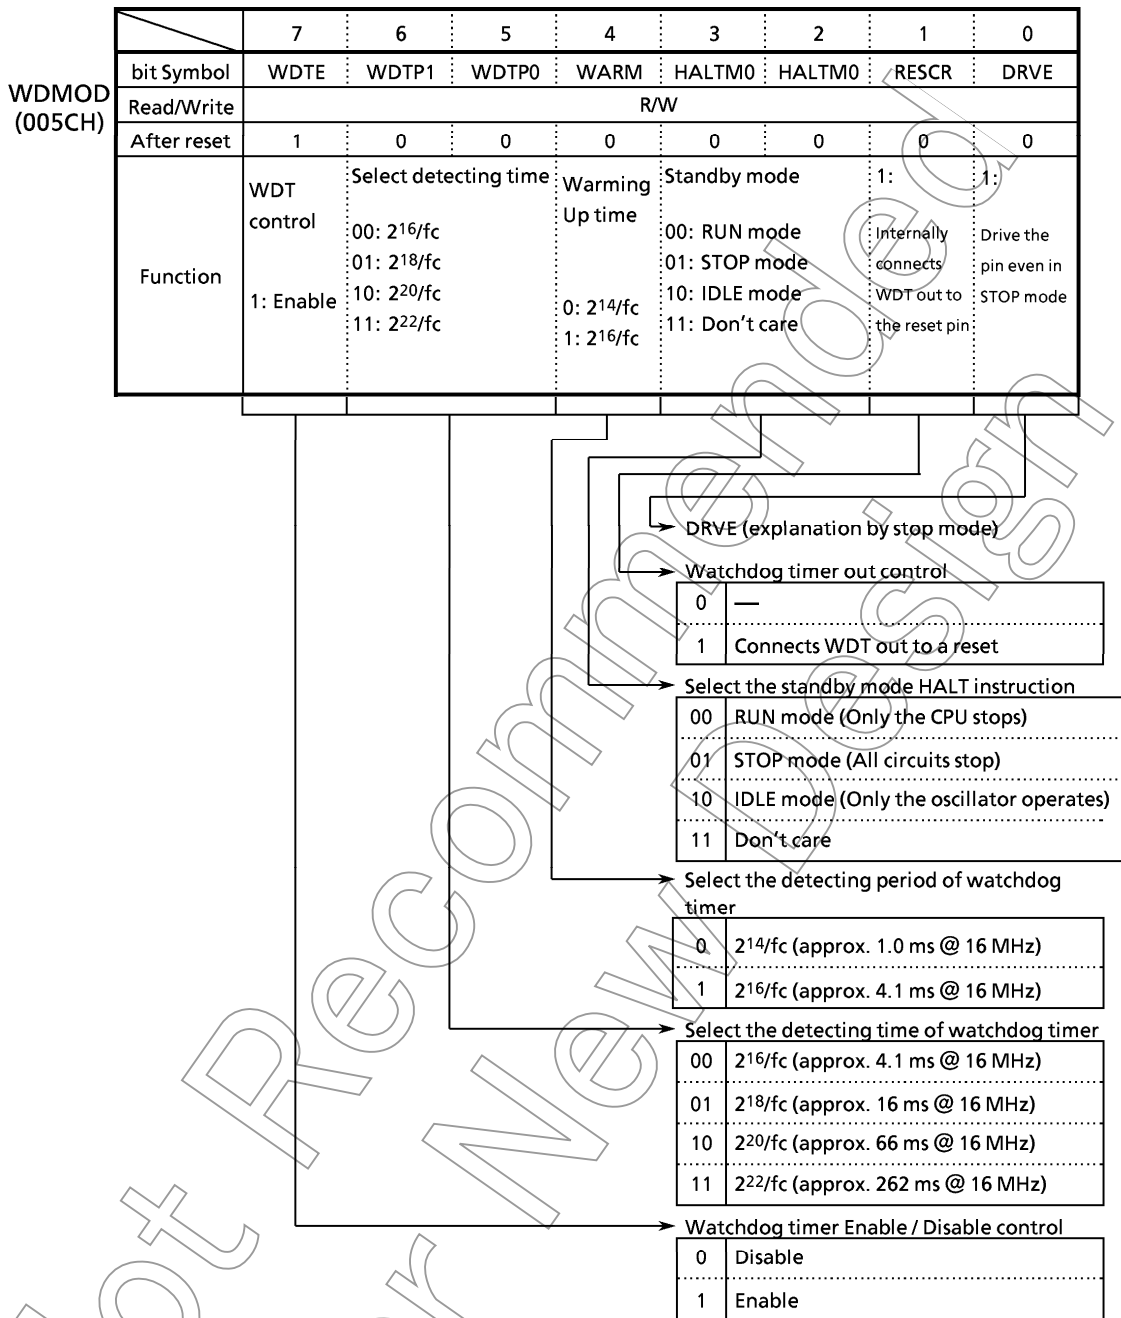 7 6 5 4 3 2 1 0
bit Symbol WDTE WDTP1 WDTP0 WARM HALTM0 HALTM0 RESCR DRVE
WDMOD
(005CH)
Read/Write R/W
After reset 1 0 0 0 0 0 0 0
Function
WDT
control
1: Enable
Select detecting time
00: 2¹⁶/fc
01: 2¹⁸/fc
10: 2²⁰/fc
11: 2²²/fc
Warming
Up time
0: 2¹⁴/fc
1: 2¹⁶/fc
Standby mode
00: RUN mode
01: STOP mode
10: IDLE mode
11: Don't care
1:
Internally
connects
WDT out to
the reset pin
1:
Drive the
pin even in
STOP mode
DRVE (explanation by stop mode)
Watchdog timer out control
0 —
1 Connects WDT out to a reset
Select the standby mode HALT instruction
00 RUN mode (Only the CPU stops)
01 STOP mode (All circuits stop)
10 IDLE mode (Only the oscillator operates)
11 Don't care
Select the detecting period of watchdog
timer
0 2¹⁴/fc (approx. 1.0 ms @ 16 MHz)
1 2¹⁶/fc (approx. 4.1 ms @ 16 MHz)
Select the detecting time of watchdog timer
00 2¹⁶/fc (approx. 4.1 ms @ 16 MHz)
01 2¹⁸/fc (approx. 16 ms @ 16 MHz)
10 2²⁰/fc (approx. 66 ms @ 16 MHz)
11 2²²/fc (approx. 262 ms @ 16 MHz)
Watchdog timer Enable / Disable control
0 Disable
1 Enable
ot Recommended
r New Design